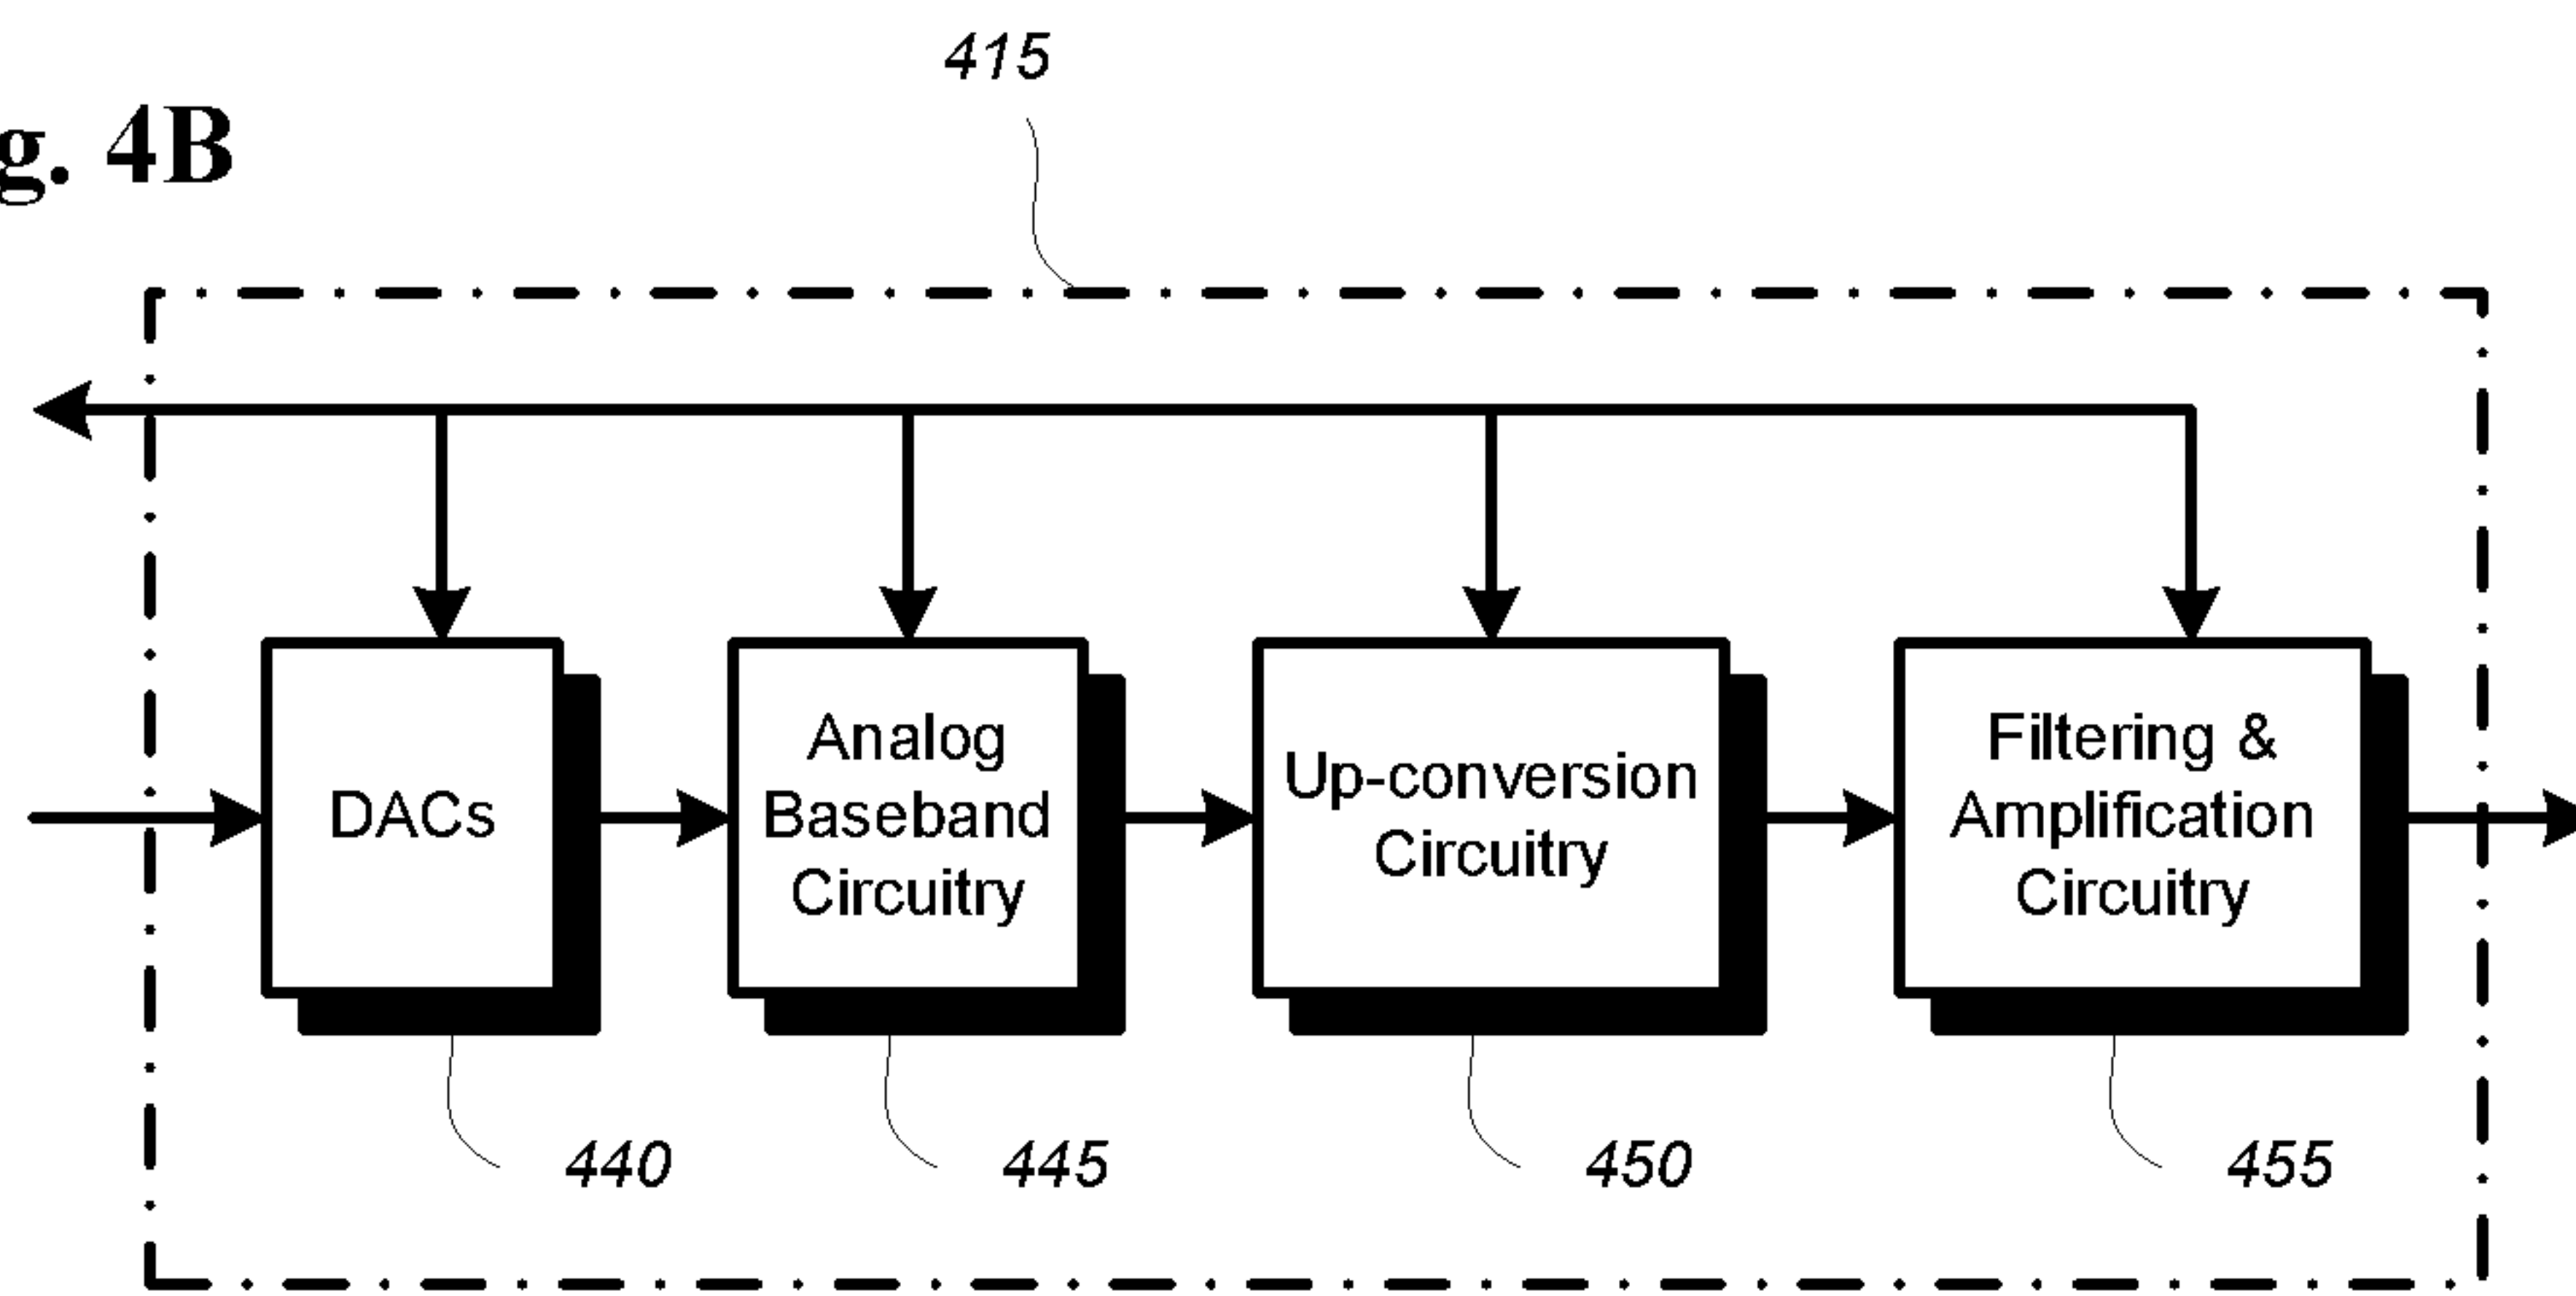 415
g. 4B
DACs
Analog
Baseband
Circuitry
Up-conversion
Circuitry
Filtering &
Amplification
Circuitry
440
445
450
455